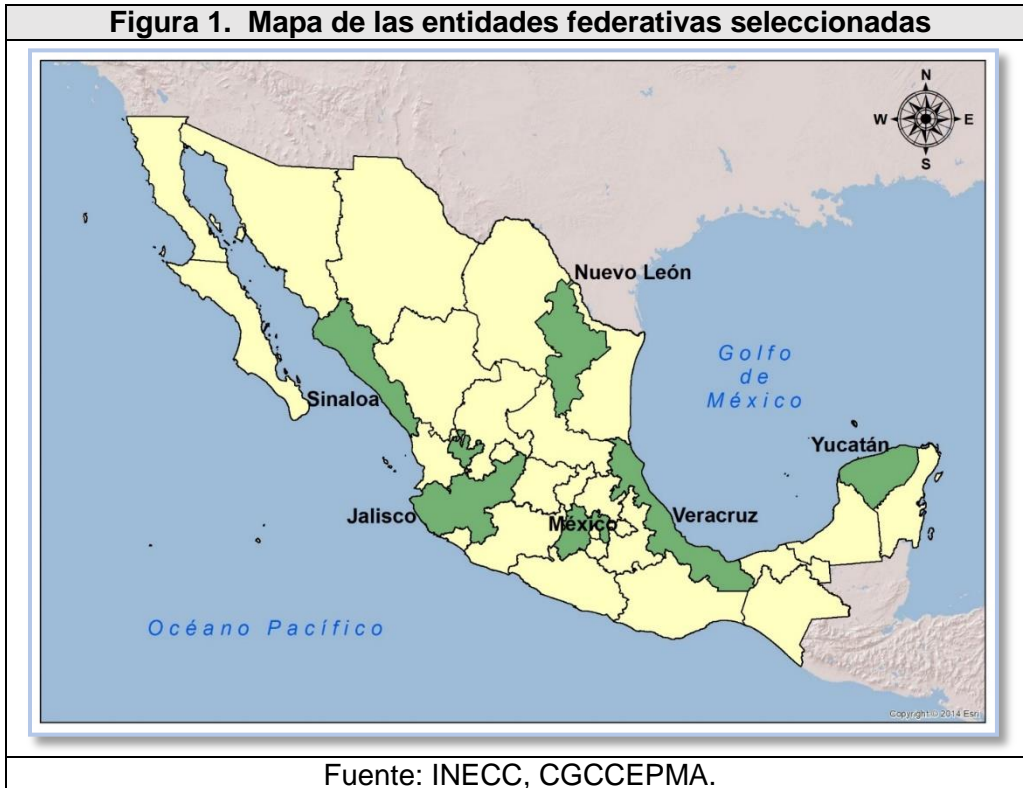 Figura 1. Mapa de las entidades federativas seleccionadas
N
W E
S
Nuevo León
Golfo
de
México
Sinaloa
Yucatán
Jalisco
México
Veracruz
Océano Pacífico
Copyright:© 2014 Esri
Fuente: INECC, CGCCEPMA.